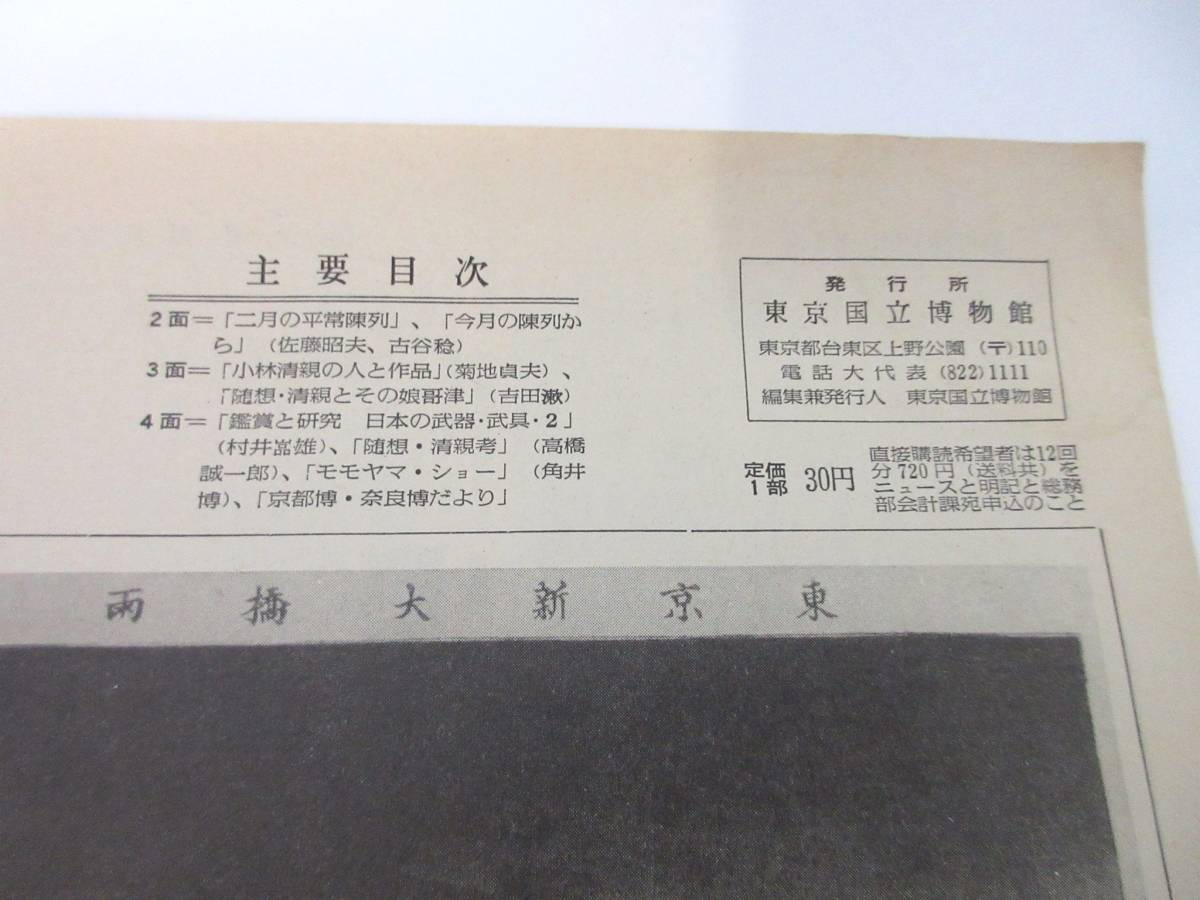 主要目次
2面=「二月の平常陳列」、「今月の陳列か
ら」(佐藤昭夫、古谷稔)
3面=「小林清親の人と作品」(菊地貞夫)、
「随想・清親とその娘哥津」(吉田漱)
4面=「鑑賞と研究 日本の武器・武具・2」
(村井嵓雄)、「随想・清親考」(高橋
誠一郎)、「モモヤマ・ショー」(角井
博)、「京都博・奈良博だより」
発行所
東京国立博物館
東京都台東区上野公園 (〒)110
電話大代表(822)1111
編集兼発行人 東京国立博物館
定価
1部 30円
直接購読希望者は12回
分720円(送料共)を
ニュースと明記と総務
部会計課宛申込のこと
東京新大橋雨